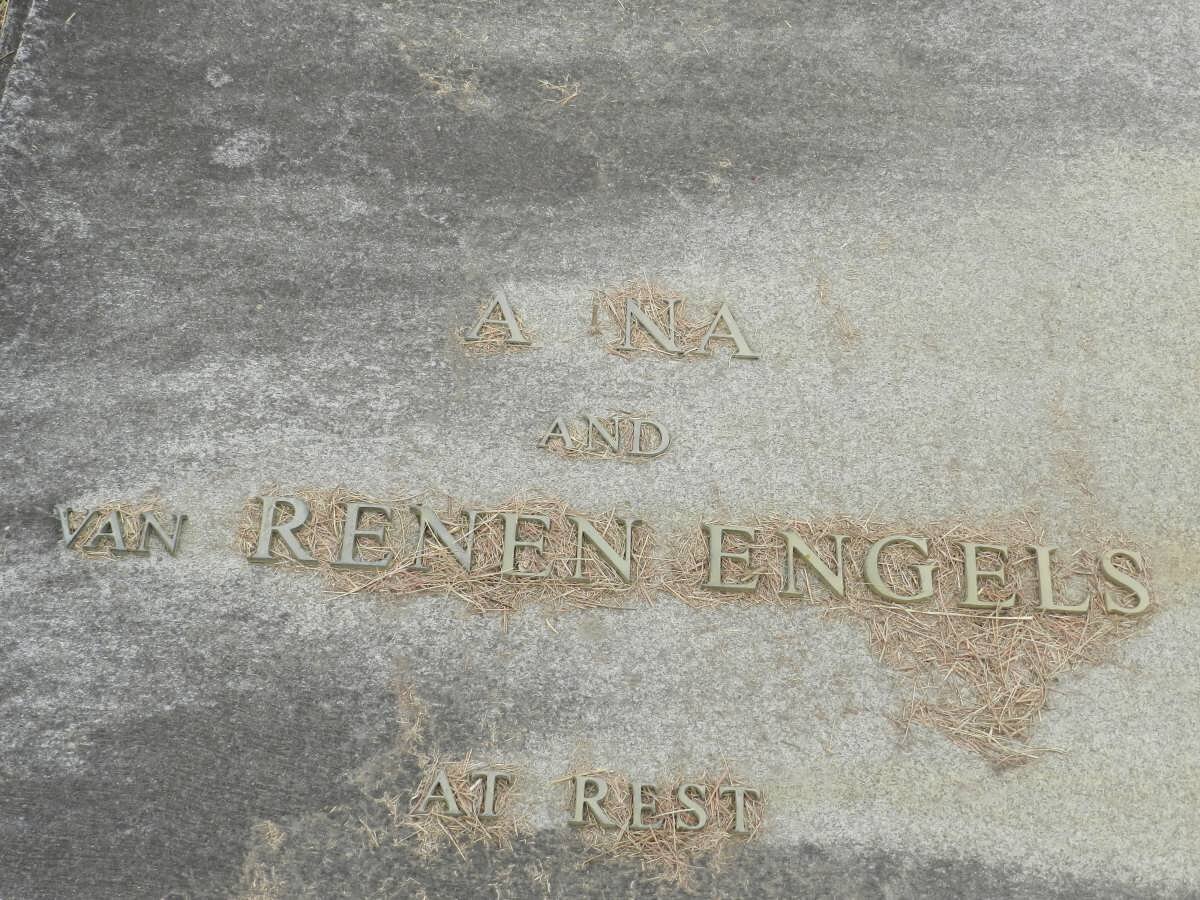 A NA
AND
VAN RENEN ENGELS
AT REST